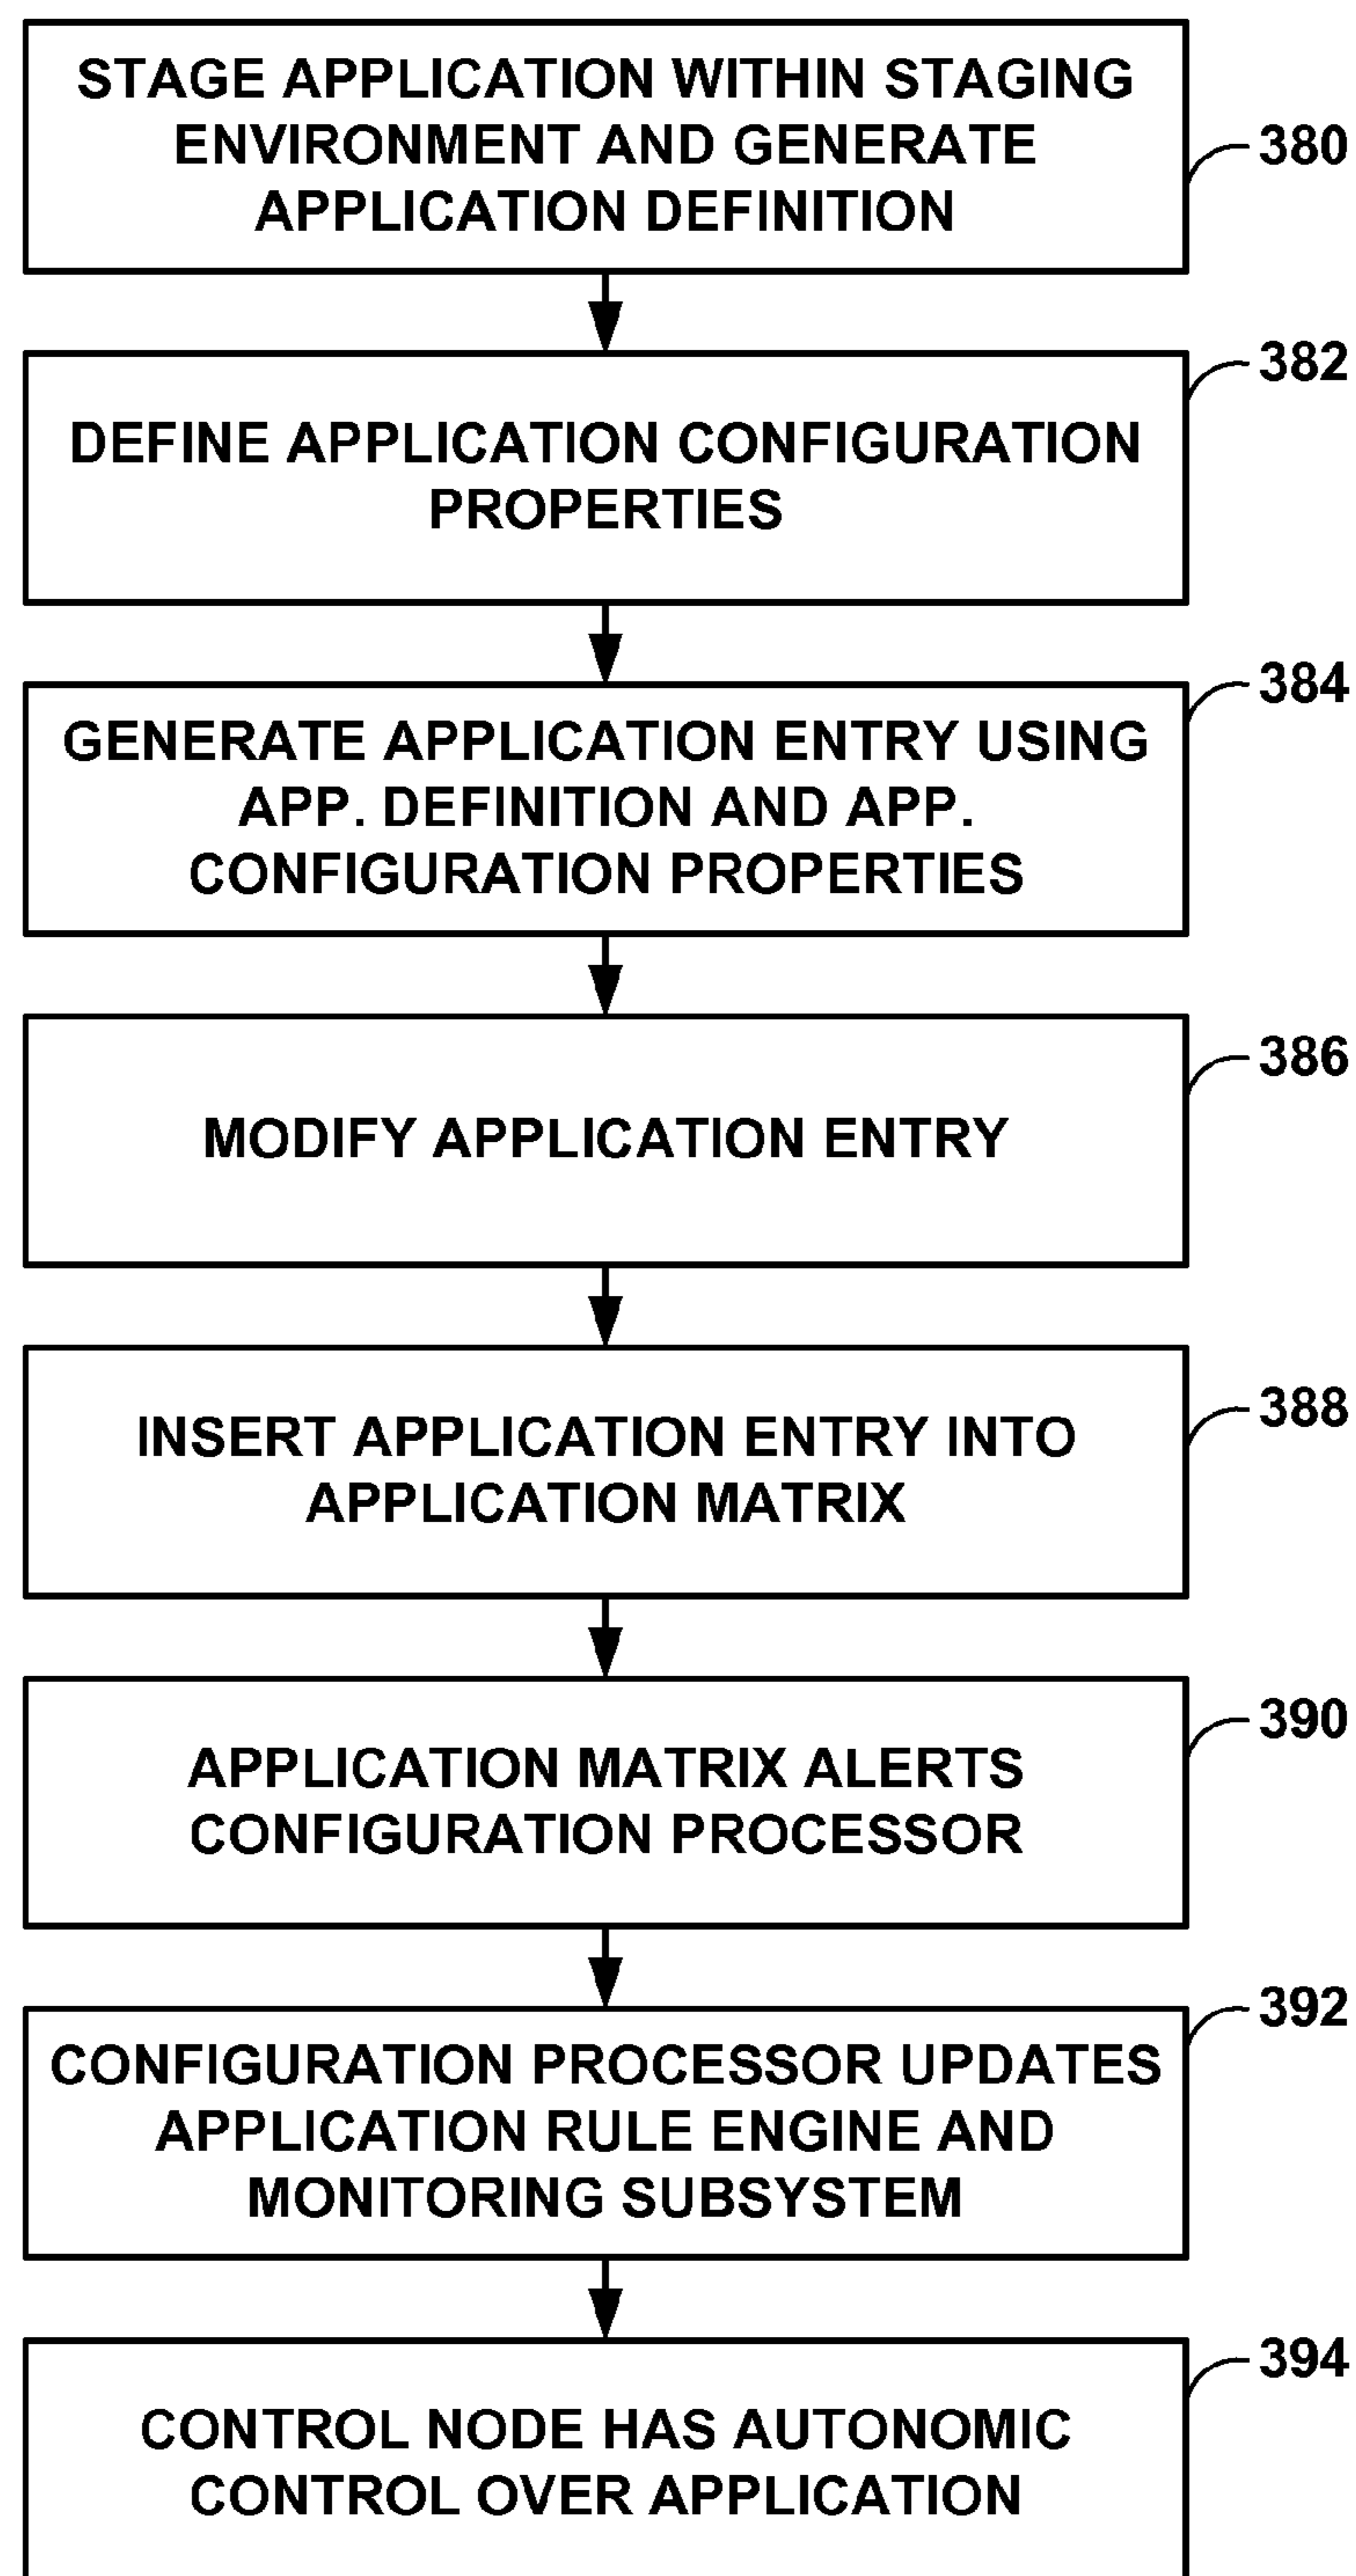 STAGE APPLICATION WITHIN STAGING
ENVIRONMENT AND GENERATE
APPLICATION DEFINITION
380
382
DEFINE APPLICATION CONFIGURATION
PROPERTIES
384
GENERATE APPLICATION ENTRY USING
APP. DEFINITION AND APP.
CONFIGURATION PROPERTIES
386
MODIFY APPLICATION ENTRY
388
INSERT APPLICATION ENTRY INTO
APPLICATION MATRIX
390
APPLICATION MATRIX ALERTS
CONFIGURATION PROCESSOR
392
CONFIGURATION PROCESSOR UPDATES
APPLICATION RULE ENGINE AND
MONITORING SUBSYSTEM
394
CONTROL NODE HAS AUTONOMIC
CONTROL OVER APPLICATION